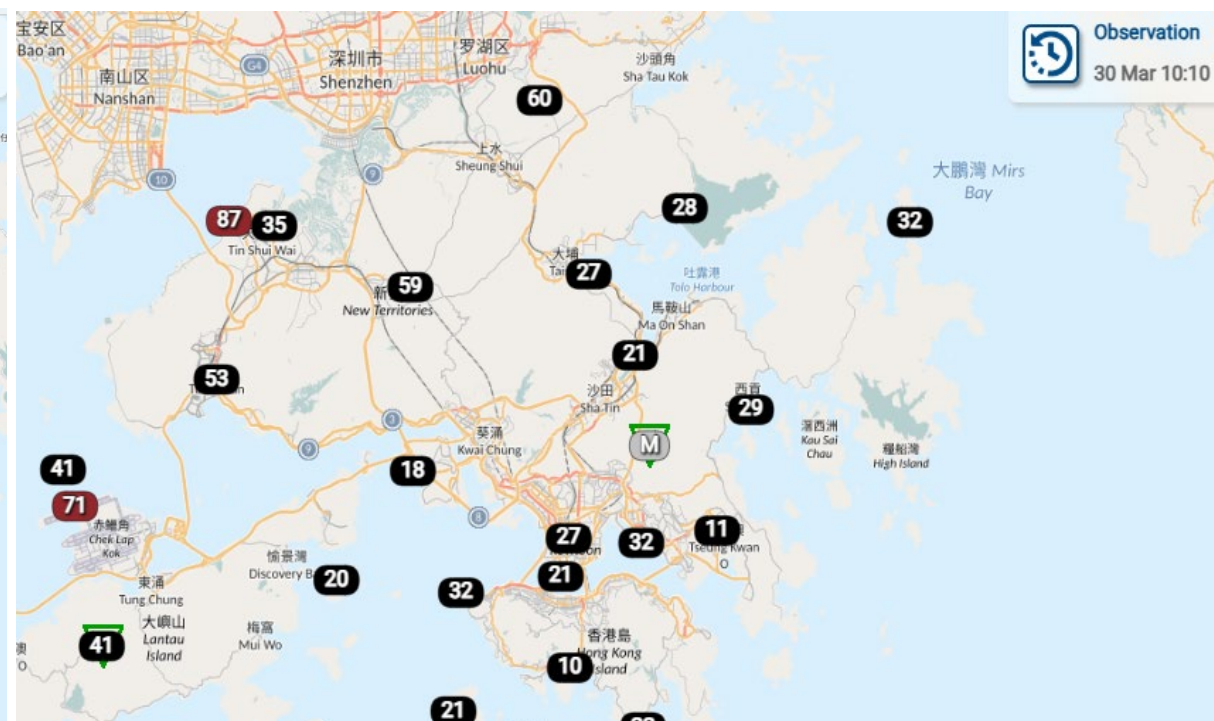 宝安区
Bao'an
南山区
Nanshan
深圳市
Shenzhen
G4
罗湖区
Luohu
沙頭角
Sha Tau Kok
Observation
30 Mar 10:10
60
上水
Sheung Shui
9
10
大鵬灣 Mirs
Bay
87
35
Tin Shui Wai
28
32
大埔
27
吐露港
Tolo Harbour
59
New Territories
馬鞍山
Ma On Shan
21
53
沙田
Sha Tin
西貢
29
滘西洲
Kau Sai
Chau
糧船灣
High Island
3
9
葵涌
Kwai Chung
M
41
18
71
赤鱲角
Chek Lap
Kok
8
27
32
11
Tseung Kwan
O
愉景灣
Discovery
20
21
32
東涌
Tung Chung
大嶼山
Lantau
Island
41
梅窩
Mui Wo
香港島
Hong Kong
Island
10
21